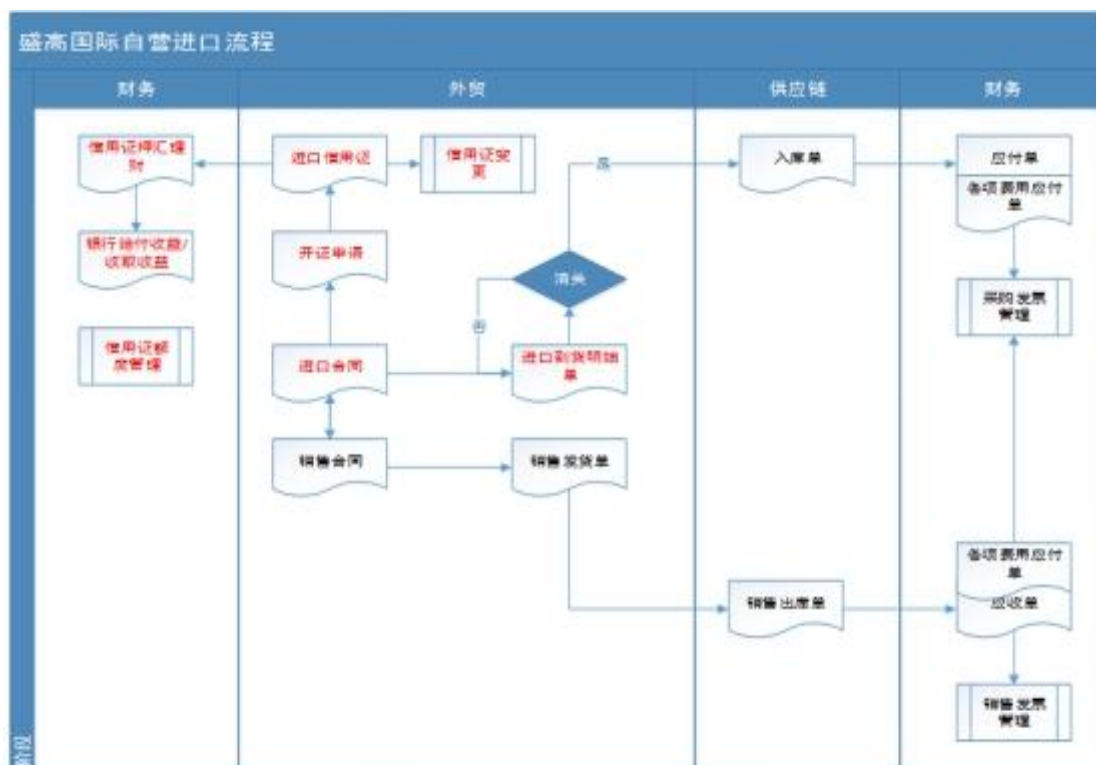 盛高国际自营进口流程
财务
外贸
供应链
财务
信用证押汇理
财
进口信用证
信用证变
更
是
入库单
应付单
各项费用应付
单
银行给付收益/
收取收益
开证申请
清关
采购发票
管理
否
信用证额
度管理
进口合同
进口到货明细
单
销售合同
销售发货单
各项费用应付
单
销售出库单
应收单
销售发票
管理
阶段